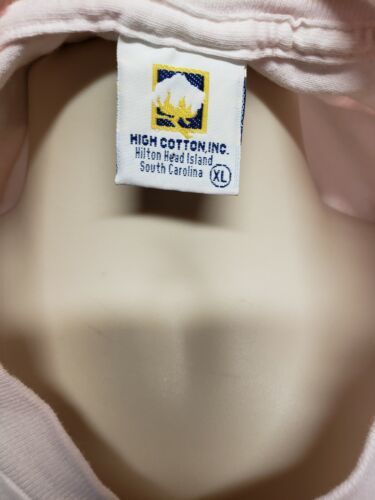 HIGH COTTON, INC.
Hilton Head Island
South Carolina XL